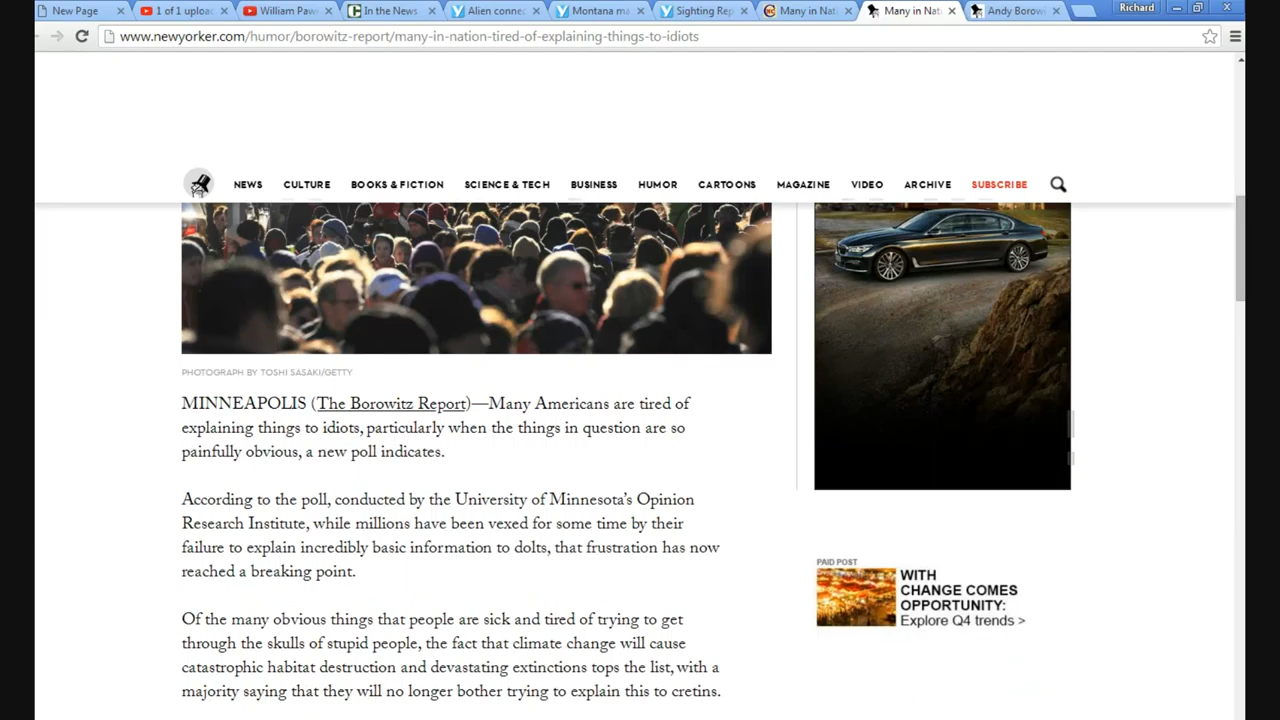 New Page
1 of 1 uploa
William Paw
In the News
Alien connec
Montana ma
Sighting Rep
Many in Nati
Many in Nati
Andy Borow
Richard
www.newyorker.com/humor/borowitz-report/many-in-nation-tired-of-explaining-things-to-idiots
NEWS CULTURE BOOKS & FICTION SCIENCE & TECH BUSINESS HUMOR CARTOONS MAGAZINE VIDEO ARCHIVE SUBSCRIBE
PHOTOGRAPH BY TOSHI SASAKI/GETTY
MINNEAPOLIS (The Borowitz Report)—Many Americans are tired of
explaining things to idiots, particularly when the things in question are so
painfully obvious, a new poll indicates.
According to the poll, conducted by the University of Minnesota’s Opinion
Research Institute, while millions have been vexed for some time by their
failure to explain incredibly basic information to dolts, that frustration has now
reached a breaking point.
Of the many obvious things that people are sick and tired of trying to get
through the skulls of stupid people, the fact that climate change will cause
catastrophic habitat destruction and devastating extinctions tops the list, with a
majority saying that they will no longer bother trying to explain this to cretins.
PAID POST
WITH
CHANGE COMES
OPPORTUNITY:
Explore Q4 trends >